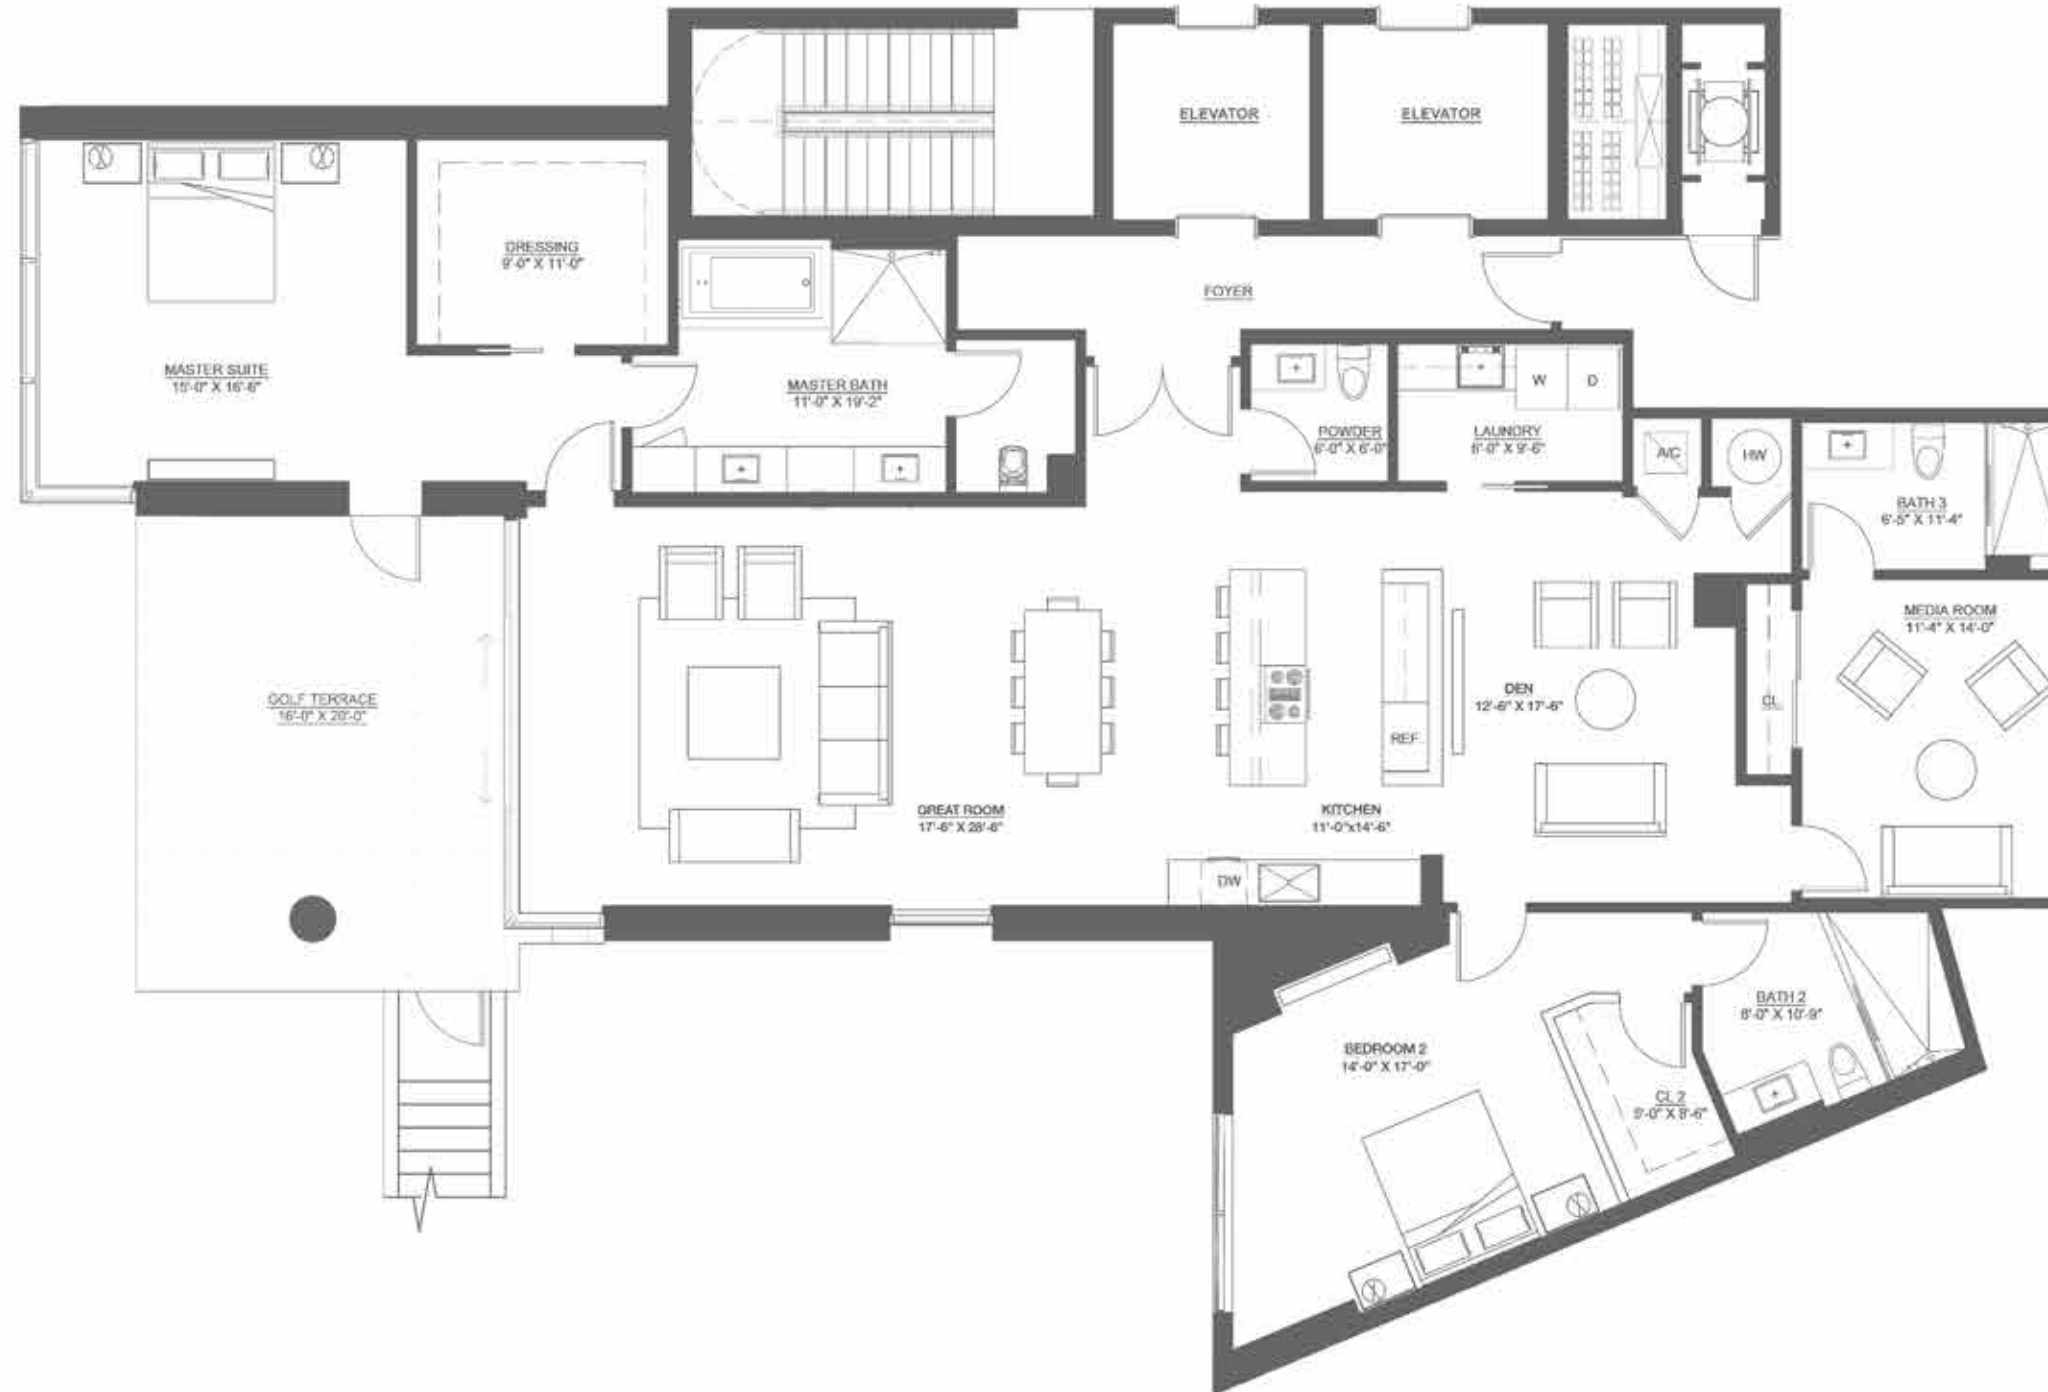 ELEVATOR
ELEVATOR
DRESSING
9'-0" X 11'-0"
FOYER
MASTER SUITE
15'-0" X 16'-6"
MASTER BATH
11'-0" X 19'-2"
W
D
POWDER
6'-0" X 6'-0"
LAUNDRY
6'-0" X 9'-6"
A/C
HW
BATH 3
6'-5" X 11'-4"
MEDIA ROOM
11'-4" X 14'-0"
GOLF TERRACE
16'-0" X 20'-0"
DEN
12'-6" X 17'-6"
CL
REF
GREAT ROOM
17'-6" X 28'-6"
KITCHEN
11'-0"x14'-6"
DW
BATH 2
8'-0" X 10'-9"
BEDROOM 2
14'-0" X 17'-0"
CL 2
X 8'-6"